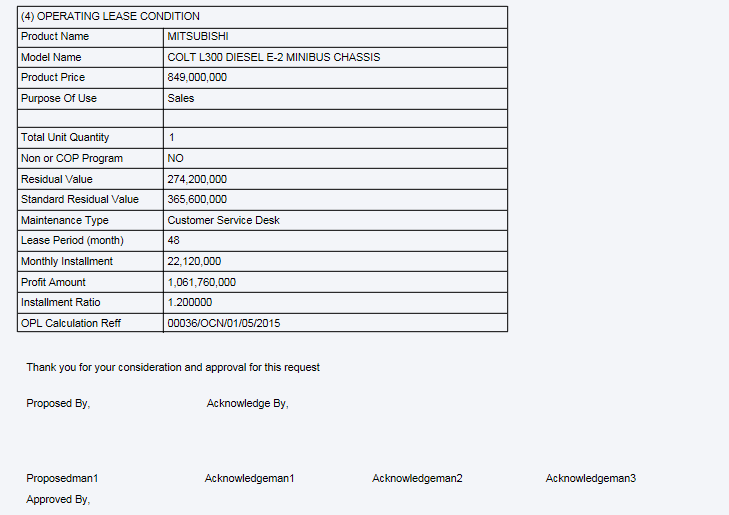 (4) OPERATING LEASE CONDITION
Product Name MITSUBISHI
Model Name COLT L300 DIESEL E-2 MINIBUS CHASSIS
Product Price 849,000,000
Purpose Of Use Sales
Total Unit Quantity 1
Non or COP Program NO
Residual Value 274,200,000
Standard Residual Value 365,600,000
Maintenance Type Customer Service Desk
Lease Period (month) 48
Monthly Installment 22,120,000
Profit Amount 1,061,760,000
Installment Ratio 1.200000
OPL Calculation Reff 00036/OCN/01/05/2015
Thank you for your consideration and approval for this request
Proposed By, Acknowledge By,
Proposedman1 Acknowledgeman1 Acknowledgeman2 Acknowledgeman3
Approved By,